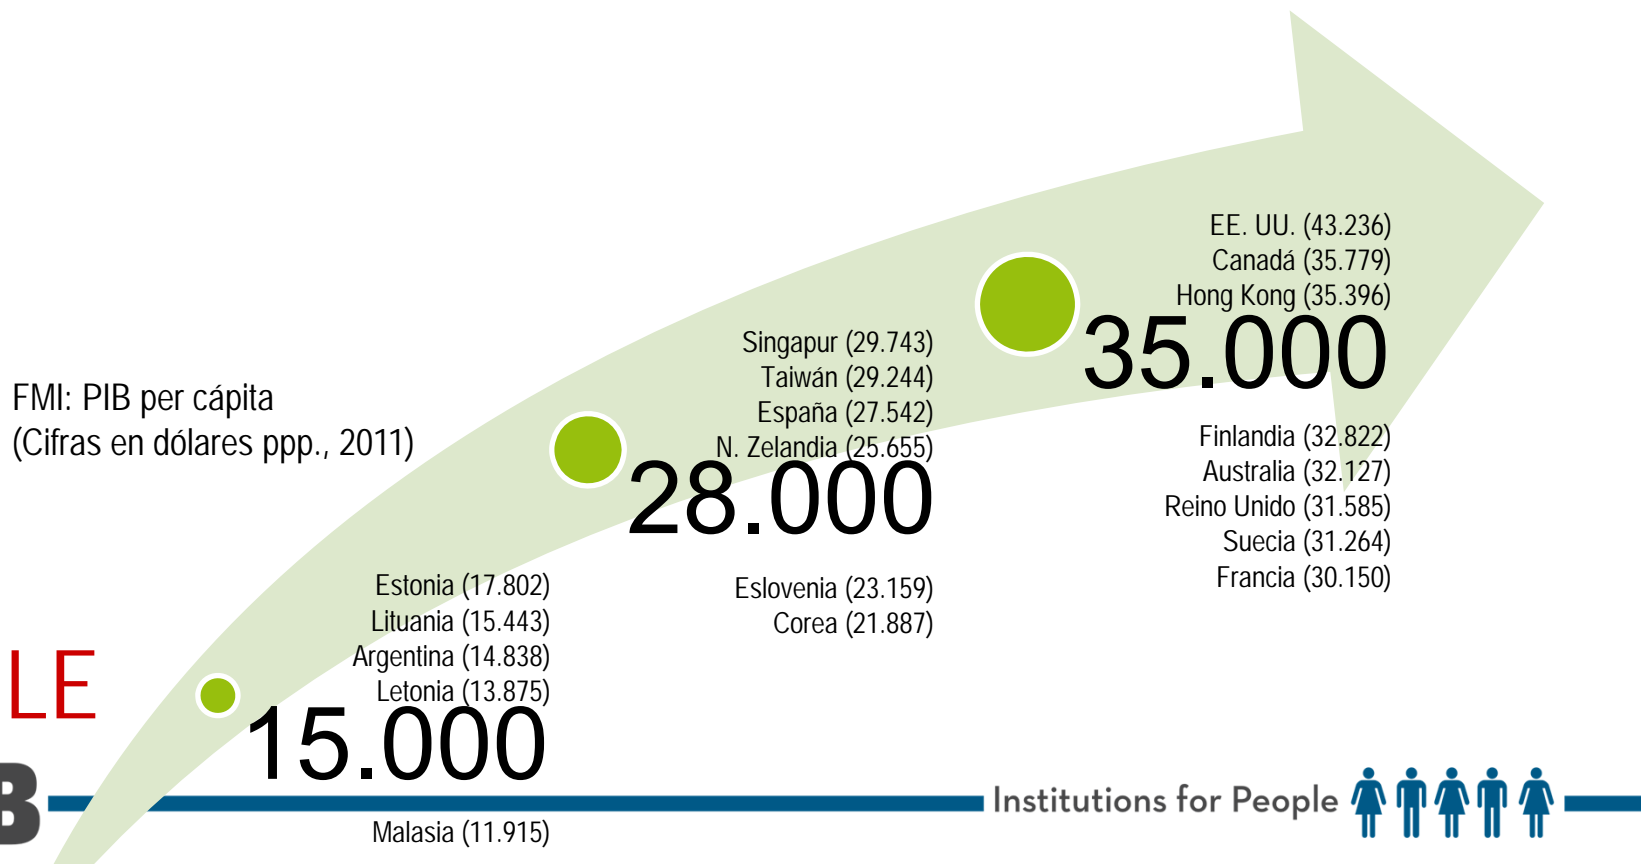 EE. UU. (43.236)
Canadá (35.779)
Hong Kong (35.396)
35.000
Finlandia (32.822)
Australia (32.127)
Reino Unido (31.585)
Suecia (31.264)
Francia (30.150)
Singapur (29.743)
Taiwán (29.244)
España (27.542)
N. Zelandia (25.655)
28.000
Eslovenia (23.159)
Corea (21.887)
FMI: PIB per cápita
(Cifras en dólares ppp., 2011)
Estonia (17.802)
Lituania (15.443)
Argentina (14.838)
Letonia (13.875)
15.000
Malasia (11.915)
LE
B
Institutions for People